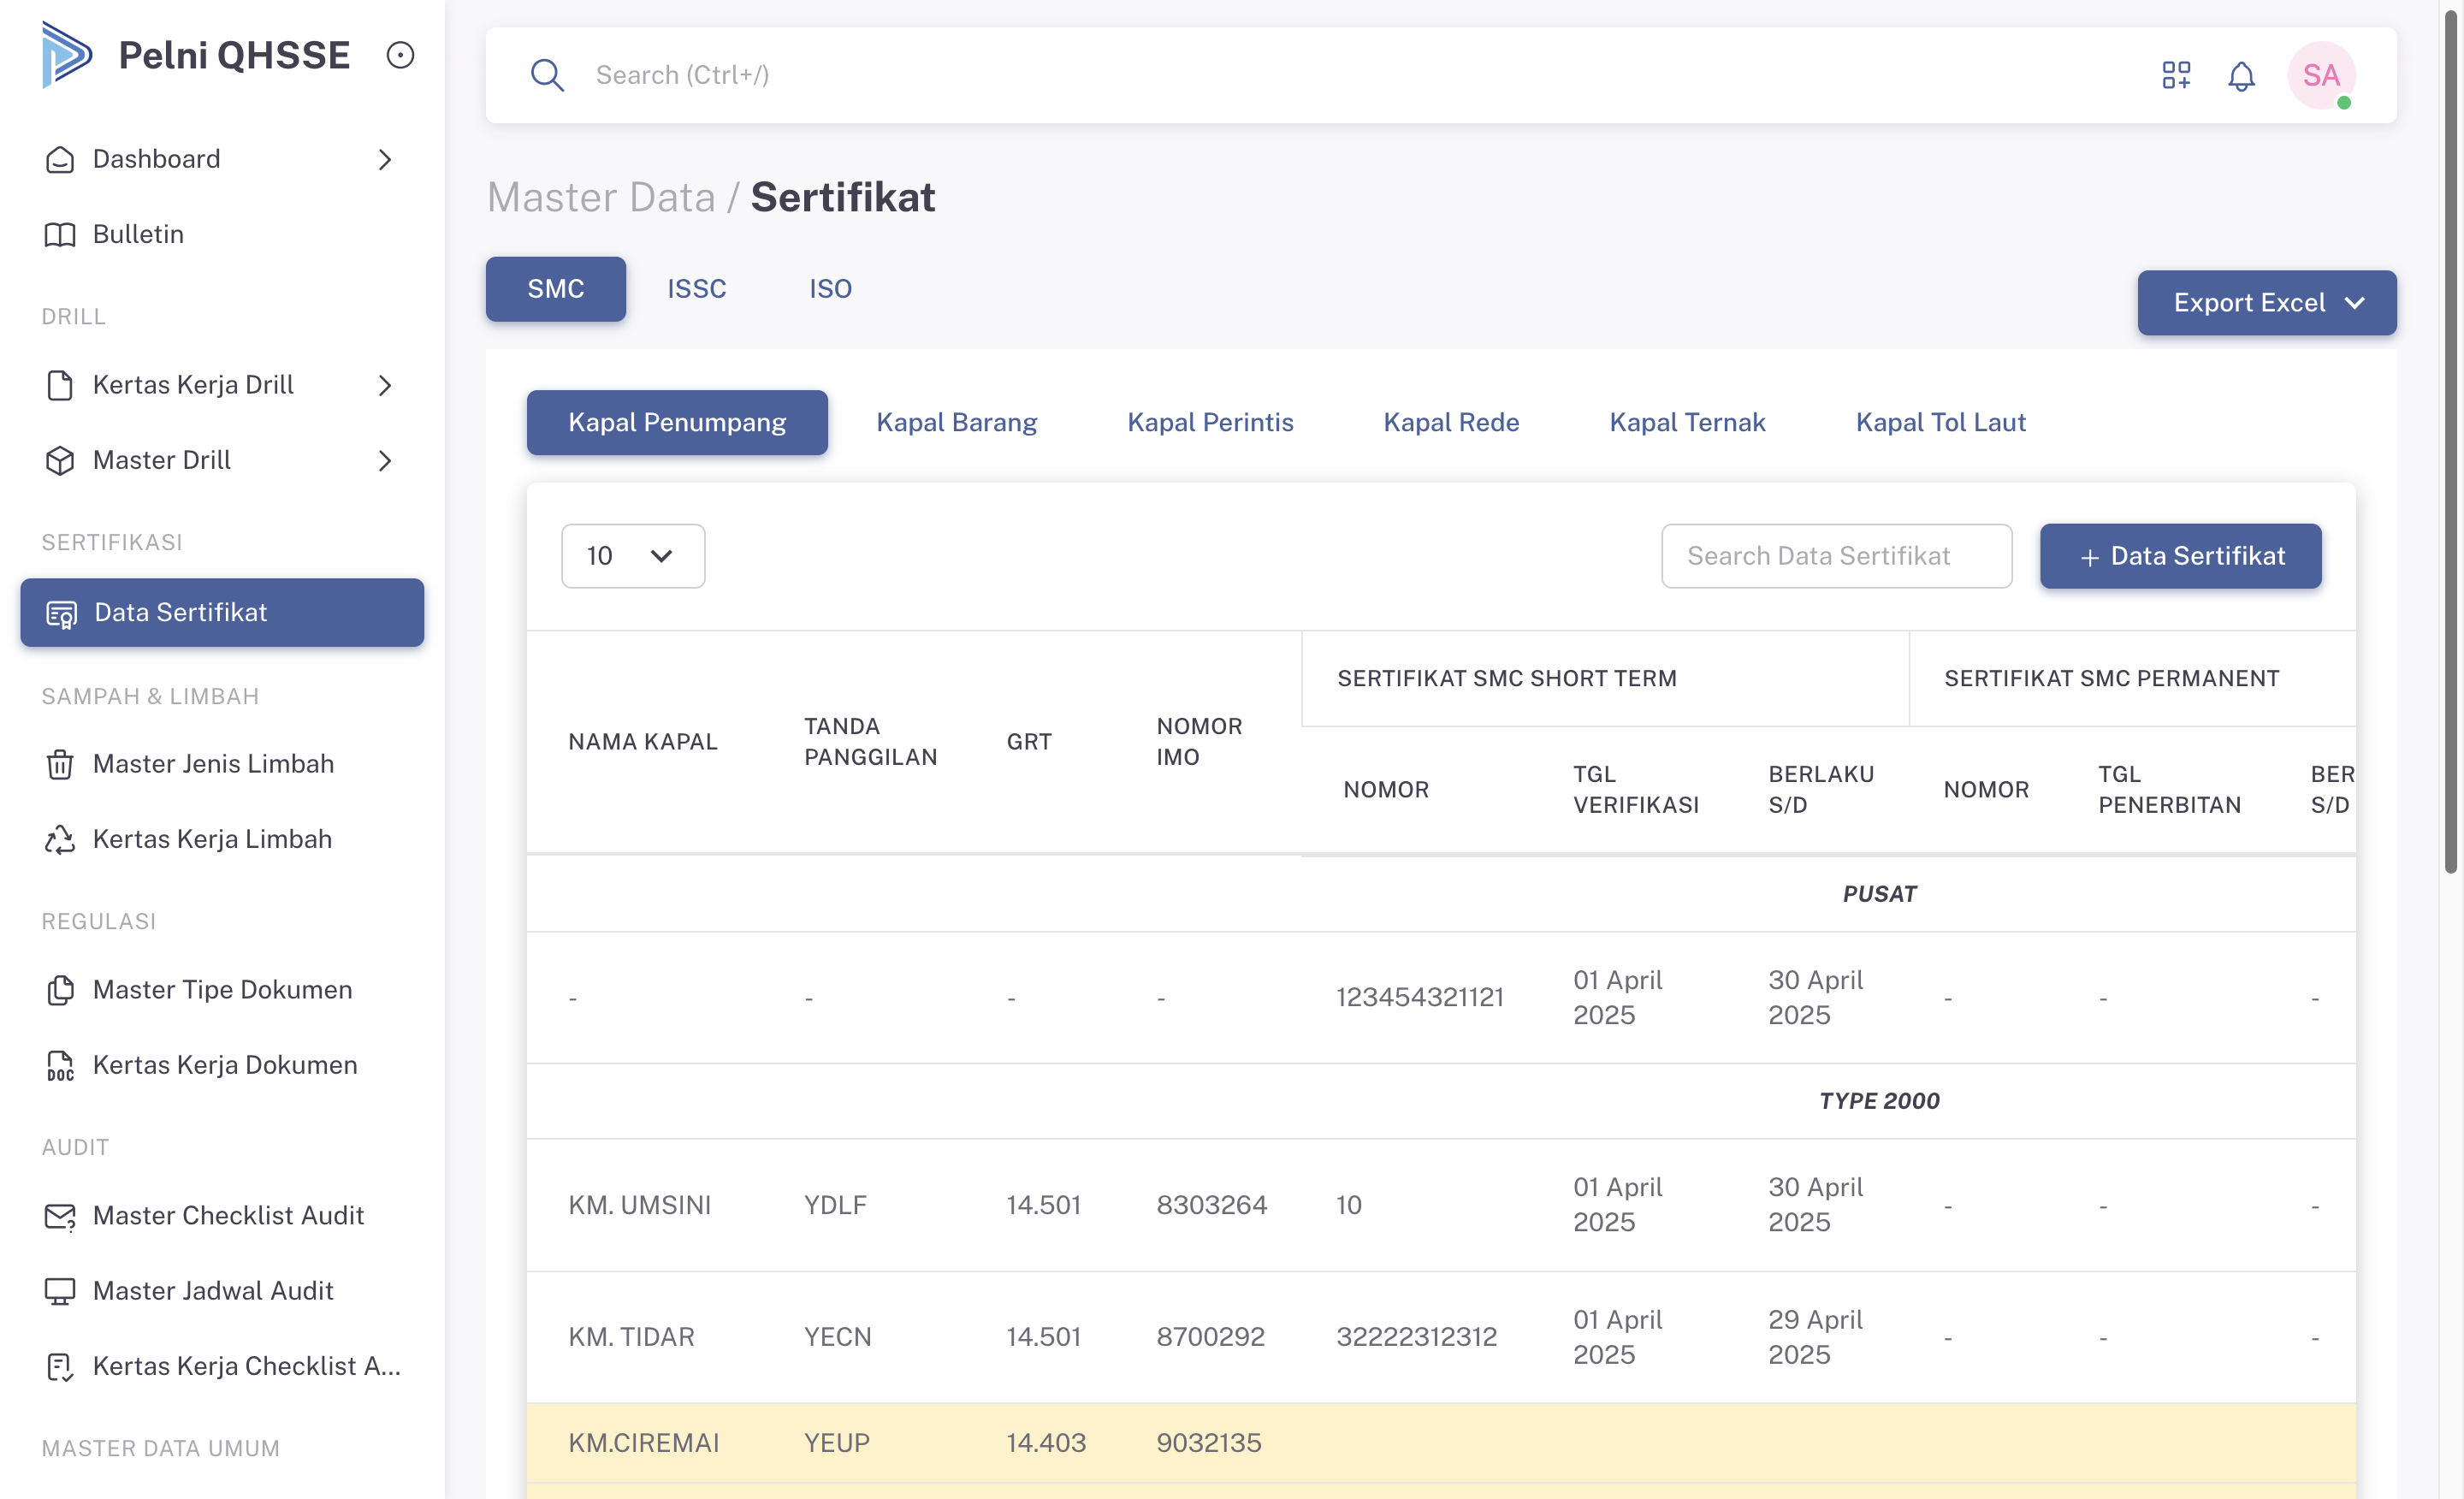 Pelni QHSSE
Dashboard
Bulletin
DRILL
Kertas Kerja Drill
Master Drill
SERTIFIKASI
Data Sertifikat
SAMPAH & LIMBAH
Master Jenis Limbah
Kertas Kerja Limbah
REGULASI
Master Tipe Dokumen
DOC
Kertas Kerja Dokumen
AUDIT
Master Checklist Audit
Master Jadwal Audit
Kertas Kerja Checklist A...
MASTER DATA UMUM
Search (Ctrl+/)
SA
Master Data / Sertifikat
SMC ISSC ISO
Export Excel
Kapal Penumpang Kapal Barang Kapal Perintis Kapal Rede Kapal Ternak Kapal Tol Laut
10
Search Data Sertifikat
+ Data Sertifikat
NAMA KAPAL
TANDA
PANGGILAN
GRT
NOMOR
IMO
SERTIFIKAT SMC SHORT TERM
SERTIFIKAT SMC PERMANENT
NOMOR
TGL
VERIFIKASI
BERLAKU
S/D
NOMOR
TGL
PENERBITAN
BER
S/D
PUSAT
- - - - 123454321121 01 April 2025 30 April 2025 - - -
TYPE 2000
KM. UMSINI YDLF 14.501 8303264 10 01 April 2025 30 April 2025 - - -
KM. TIDAR YECN 14.501 8700292 32222312312 01 April 2025 29 April 2025 - - -
KM.CIREMAI YEUP 14.403 9032135